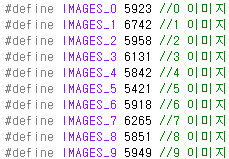 #define IMAGES_0 5923 //0 이미지
#define IMAGES_1 6742 //1 이미지
#define IMAGES_2 5958 //2 이미지
#define IMAGES_3 6131 //3 이미지
#define IMAGES_4 5842 //4 이미지
#define IMAGES_5 5421 //5 이미지
#define IMAGES_6 5918 //6 이미지
#define IMAGES_7 6265 //7 이미지
#define IMAGES_8 5851 //8 이미지
#define IMAGES_9 5949 //9 이미지